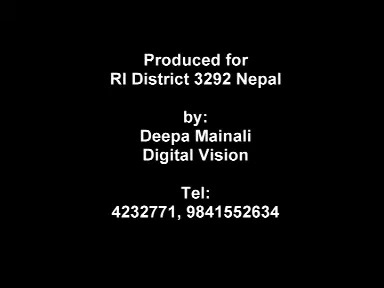 Produced for
RI District 3292 Nepal
by:
Deepa Mainali
Digital Vision
Tel:
4232771, 9841552634